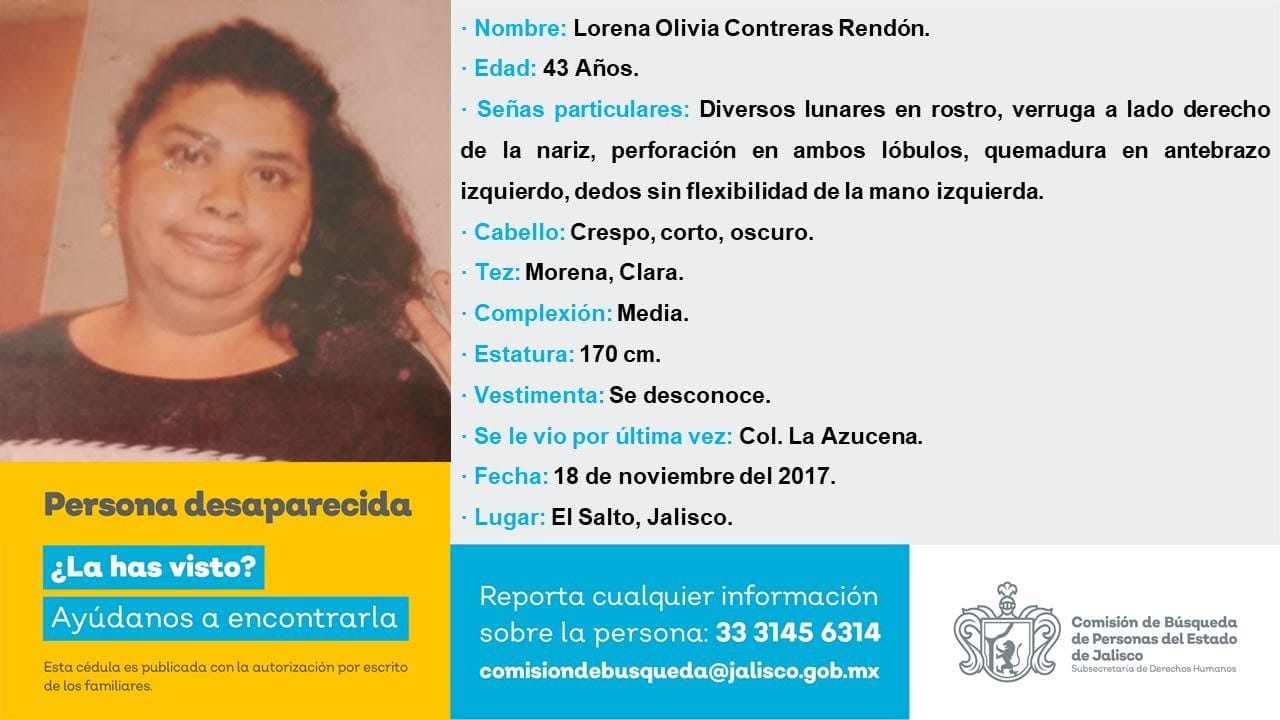 · Nombre: Lorena Olivia Contreras Rendón.
· Edad: 43 Años.
· Señas particulares: Diversos lunares en rostro, verruga a lado derecho
de la nariz, perforación en ambos lóbulos, quemadura en antebrazo
izquierdo, dedos sin flexibilidad de la mano izquierda.
· Cabello: Crespo, corto, oscuro.
· Tez: Morena, Clara.
· Complexión: Media.
· Estatura: 170 cm.
· Vestimenta: Se desconoce.
· Se le vio por última vez: Col. La Azucena.
· Fecha: 18 de noviembre del 2017.
· Lugar: El Salto, Jalisco.
Persona desaparecida
¿La has visto?
Ayúdanos a encontrarla
Esta cédula es publicada con la autorización por escrito
de los familiares.
Reporta cualquier información
sobre la persona: 33 3145 6314
comisiondebusqueda@jalisco.gob.mx
Comisión de Búsqueda
de Personas del Estado
de Jalisco
Subsecretaría de Derechos Humanos